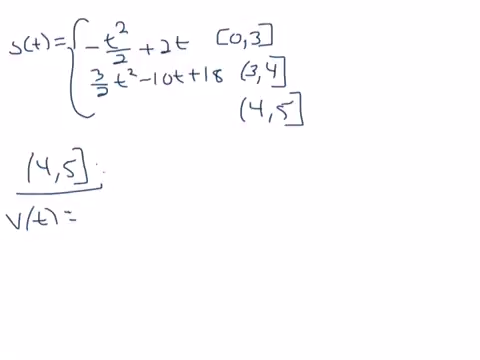 s(t) = { -t²/2 + 2t [0,3]
3/2 t² - 10t + 18 (3,4]
(4,5]
(4,5]
v(t) =